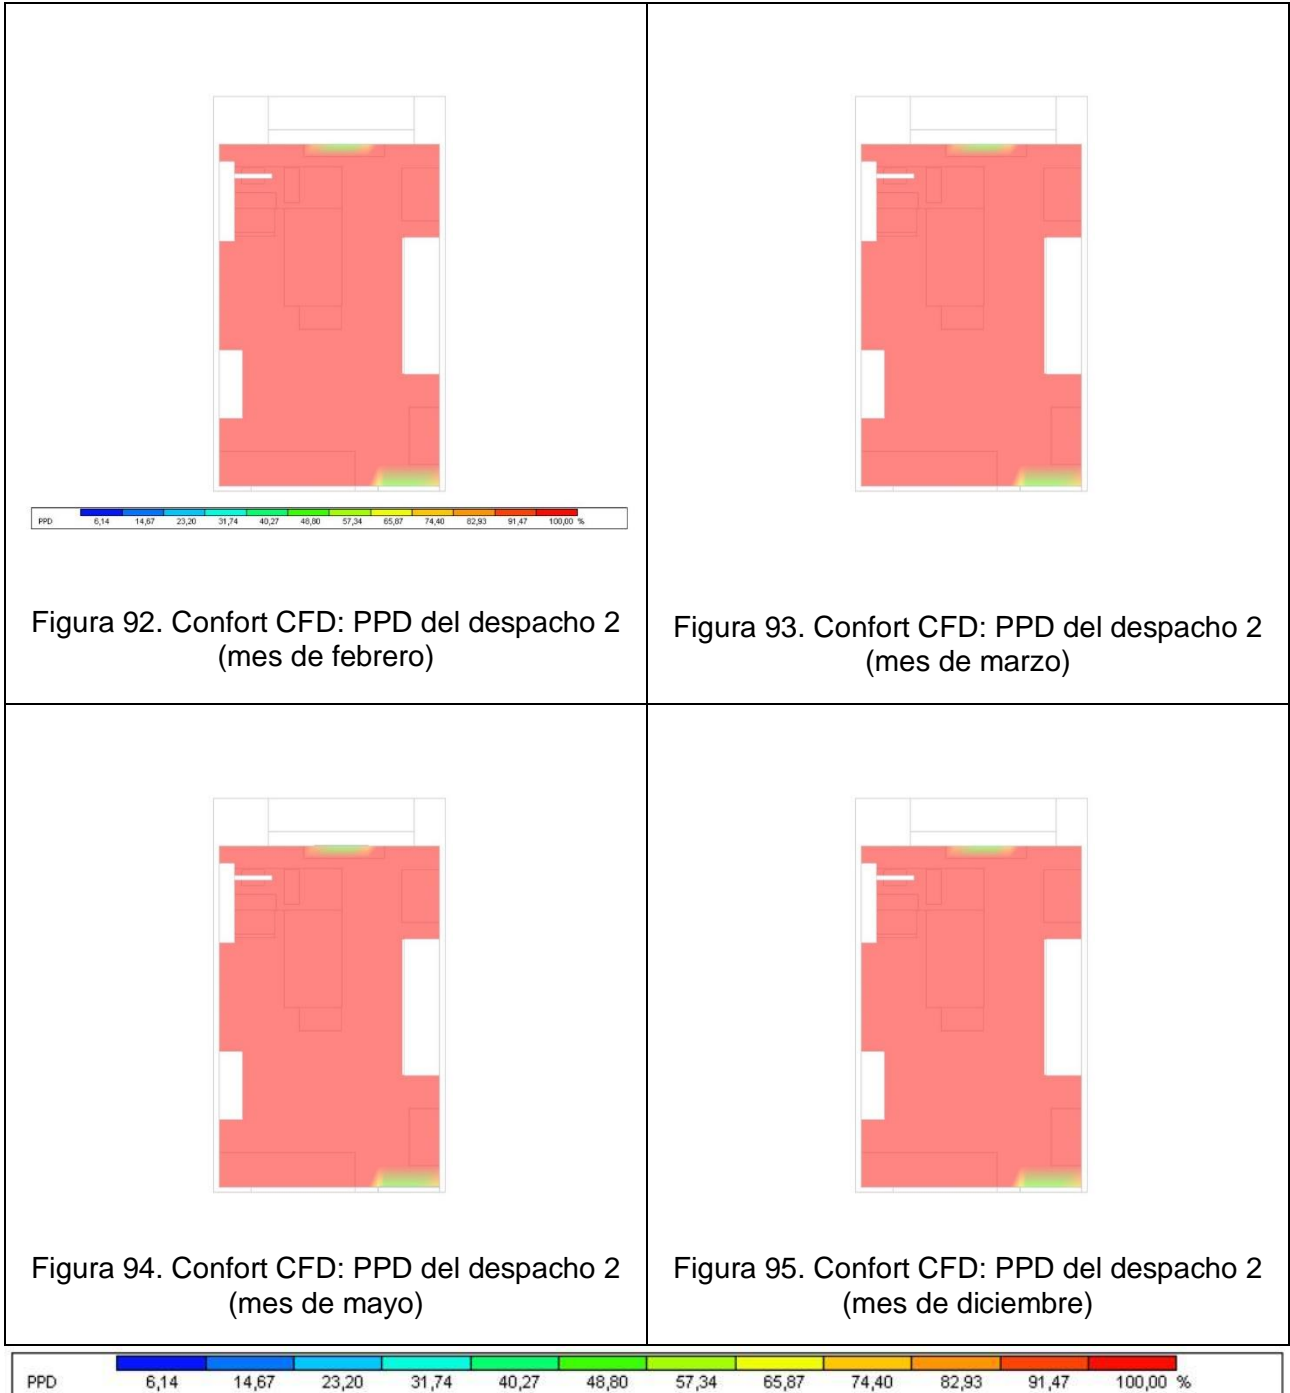 PPD 6,14 14,67 23,20 31,74 40,27 48,80 57,34 65,87 74,40 82,93 91,47 100,00 %
Figura 92. Confort CFD: PPD del despacho 2
(mes de febrero)
Figura 93. Confort CFD: PPD del despacho 2
(mes de marzo)
Figura 94. Confort CFD: PPD del despacho 2
(mes de mayo)
Figura 95. Confort CFD: PPD del despacho 2
(mes de diciembre)
PPD 6,14 14,67 23,20 31,74 40,27 48,80 57,34 65,87 74,40 82,93 91,47 100,00 %